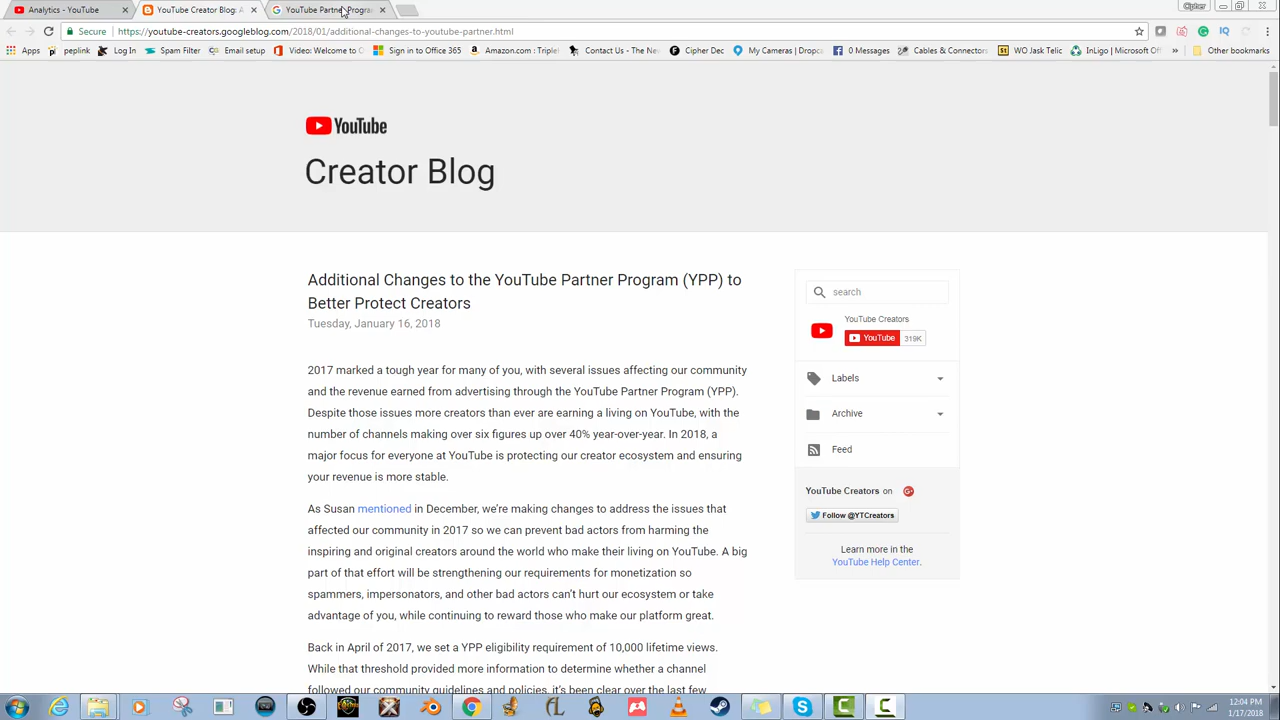 Analytics - YouTube
YouTube Creator Blog: A
YouTube Partner Program
Cipher
Secure
https://youtube-creators.googleblog.com/2018/01/additional-changes-to-youtube-partner.html
Apps
peplink
Log In
Spam Filter
Video: Welcome to O
Sign in to Office 365
Amazon.com : Triplel
Contact Us - The Nev
Cipher Dec
My Cameras | Dropca
0 Messages
Cables & Connectors
WO Jask Telic
InLigo | Mastercraft
Other bookmarks
YouTube
Creator Blog
Additional Changes to the YouTube Partner Program (YPP) to
Better Protect Creators
Tuesday, January 16, 2018
2017 marked a tough year for many of you, with several issues affecting our community
and the revenue earned from advertising through the YouTube Partner Program (YPP).
Despite those issues more creators than ever are earning a living on YouTube, with the
number of channels making over six figures up over 40% year-over-year. In 2018, a
major focus for everyone at YouTube is protecting our creator ecosystem and ensuring
your revenue is more stable.
As Susan mentioned in December, we're making changes to address the issues that
affected our community in 2017 so we can prevent bad actors from harming the
inspiring and original creators around the world who make their living on YouTube. A big
part of that effort will be strengthening our requirements for monetization so
spammers, impersonators, and other bad actors can't hurt our ecosystem or take
advantage of you, while continuing to reward those who make our platform great.
Back in April of 2017, we set a YPP eligibility requirement of 10,000 lifetime views.
While that threshold provided more information to determine whether a channel
followed our community guidelines and policies, it's been clear over the last few
search
YouTube Creators
YouTube
319K
Labels
Archive
Feed
YouTube Creators on
Follow @YTCreators
Learn more in the
YouTube Help Center.
12:04 PM
1/17/2018